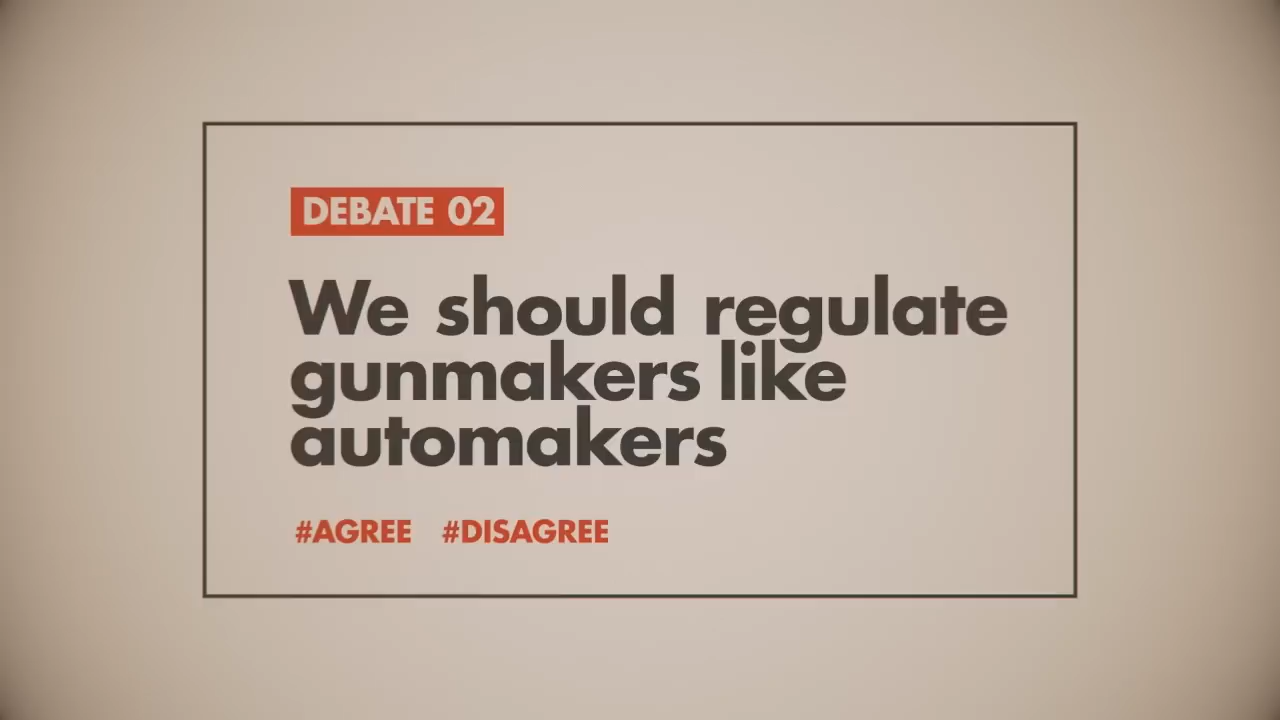 DEBATE 02
We should regulate
gunmakers like
automakers
#AGREE #DISAGREE